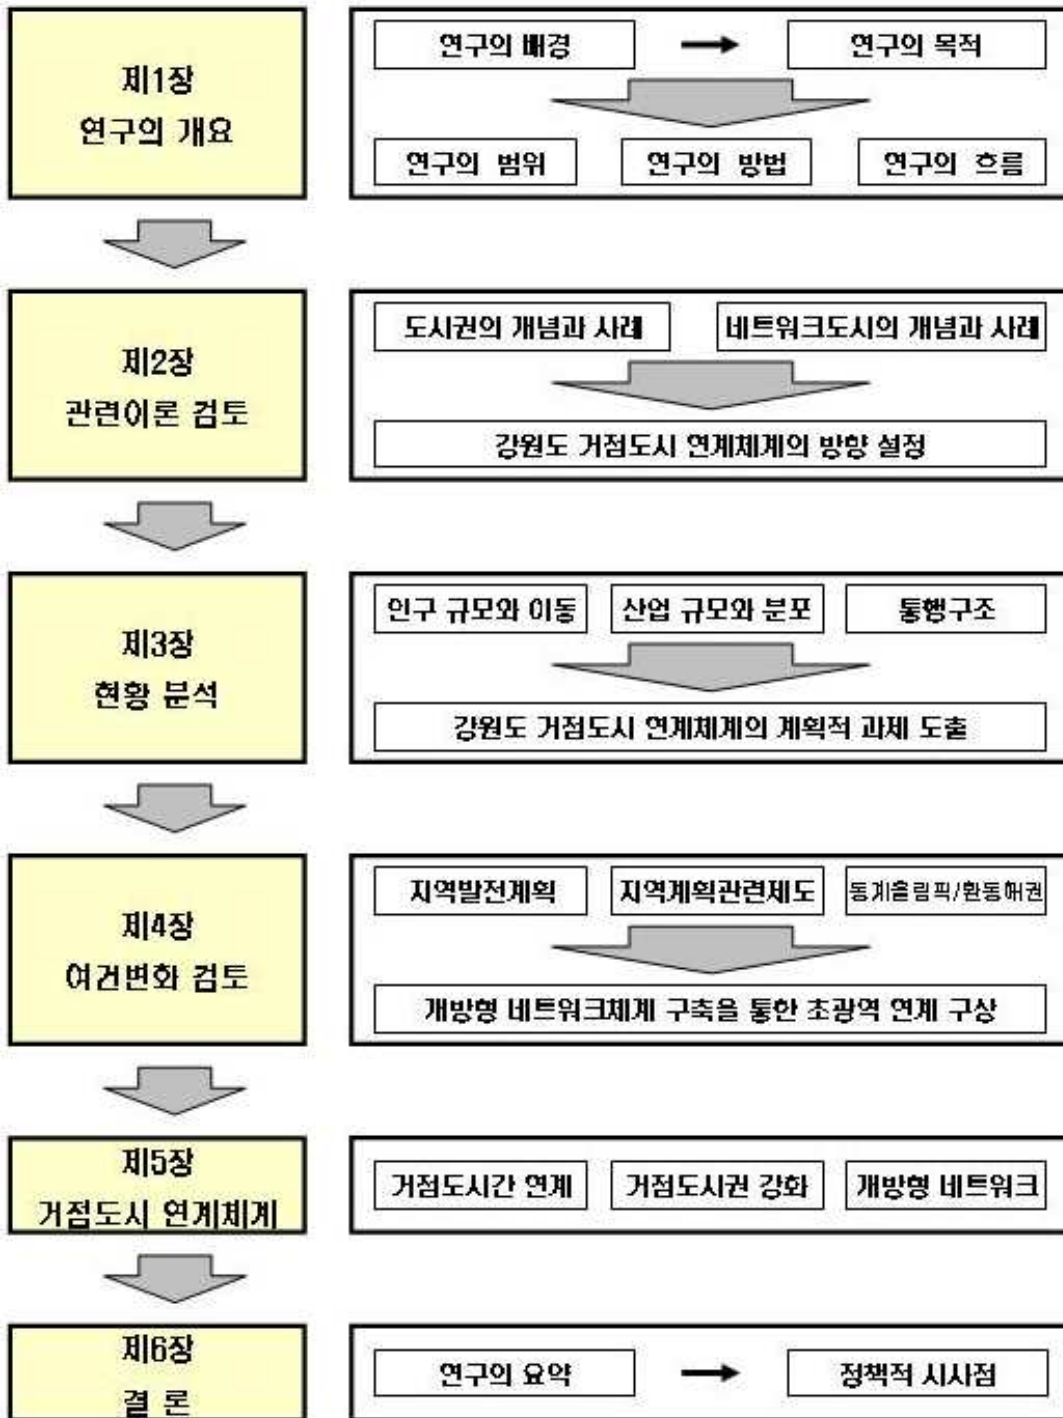 제1장
연구의 개요
연구의 배경
연구의 목적
연구의 범위
연구의 방법
연구의 흐름
제2장
관련이론 검토
도시권의 개념과 사례
네트워크도시의 개념과 사례
강원도 거점도시 연계체계의 방향 설정
제3장
현황 분석
인구 규모와 이동
산업 규모와 분포
통행구조
강원도 거점도시 연계체계의 계획적 과제 도출
제4장
여건변화 검토
지역발전계획
지역계획관련제도
동계올림픽/환동해권
개방형 네트워크체계 구축을 통한 초광역 연계 구상
제5장
거점도시 연계체계
거점도시간 연계
거점도시권 강화
개방형 네트워크
제6장
결 론
연구의 요약
정책적 시사점